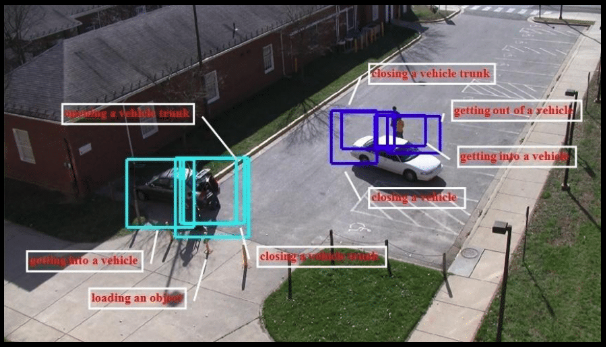 closing a vehicle trunk
opening a vehicle trunk
getting out of a vehicle
getting into a vehicle
closing a vehicle
getting into a vehicle
closing a vehicle trunk
loading an object